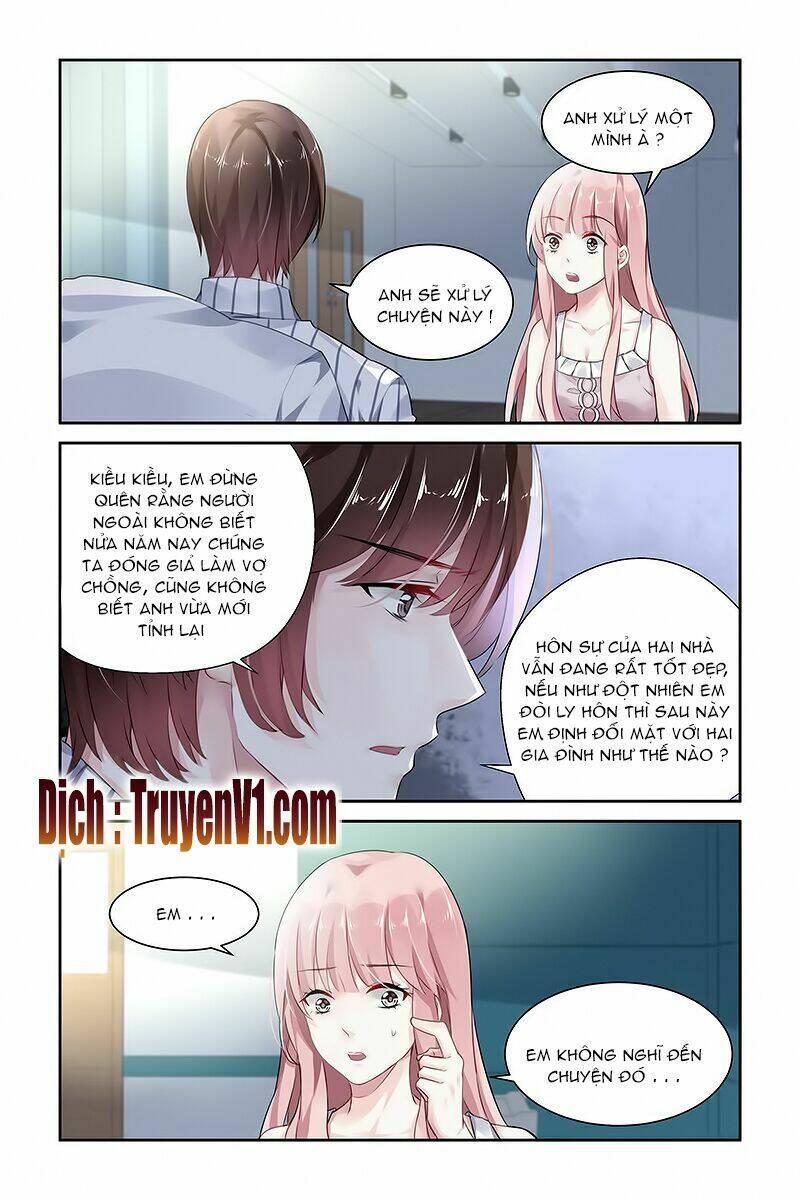 ANH XỬ LÝ MỘT
MÌNH À ?
ANH SẼ XỬ LÝ
CHUYỆN NÀY !
KIỀU KIỀU, EM ĐỪNG
QUÊN RẰNG NGƯỜI
NGOÀI KHÔNG BIẾT
NỬA NĂM NAY CHÚNG
TA ĐÓNG GIẢ LÀM VỢ
CHỒNG, CŨNG KHÔNG
BIẾT ANH VỪA MỚI
TỈNH LẠI
HÔN SỰ CỦA HAI NHÀ
VẪN ĐANG RẤT TỐT ĐẸP,
NẾU NHƯ ĐỘT NHIÊN EM
ĐÒI LY HÔN THÌ SAU NÀY
EM ĐỊNH ĐỐI MẶT VỚI HAI
GIA ĐÌNH NHƯ THẾ NÀO ?
Dịch : TruyenV1.com
EM . . .
EM KHÔNG NGHĨ ĐẾN
CHUYỆN ĐÓ . . .